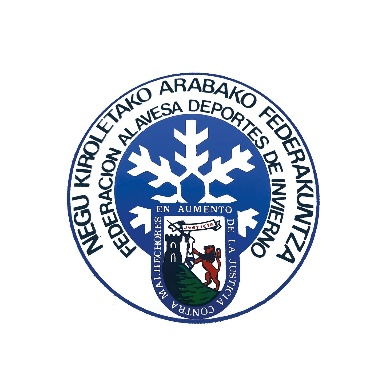 NEGU KIROLETAKO ARABAKO FEDERAKUNTZA
FEDERACION ALAVESA DEPORTES DE INVIERNO
EN AUMENTO DE LA JUSTICIA CONTRA MALHECHORES
JUSTICIA